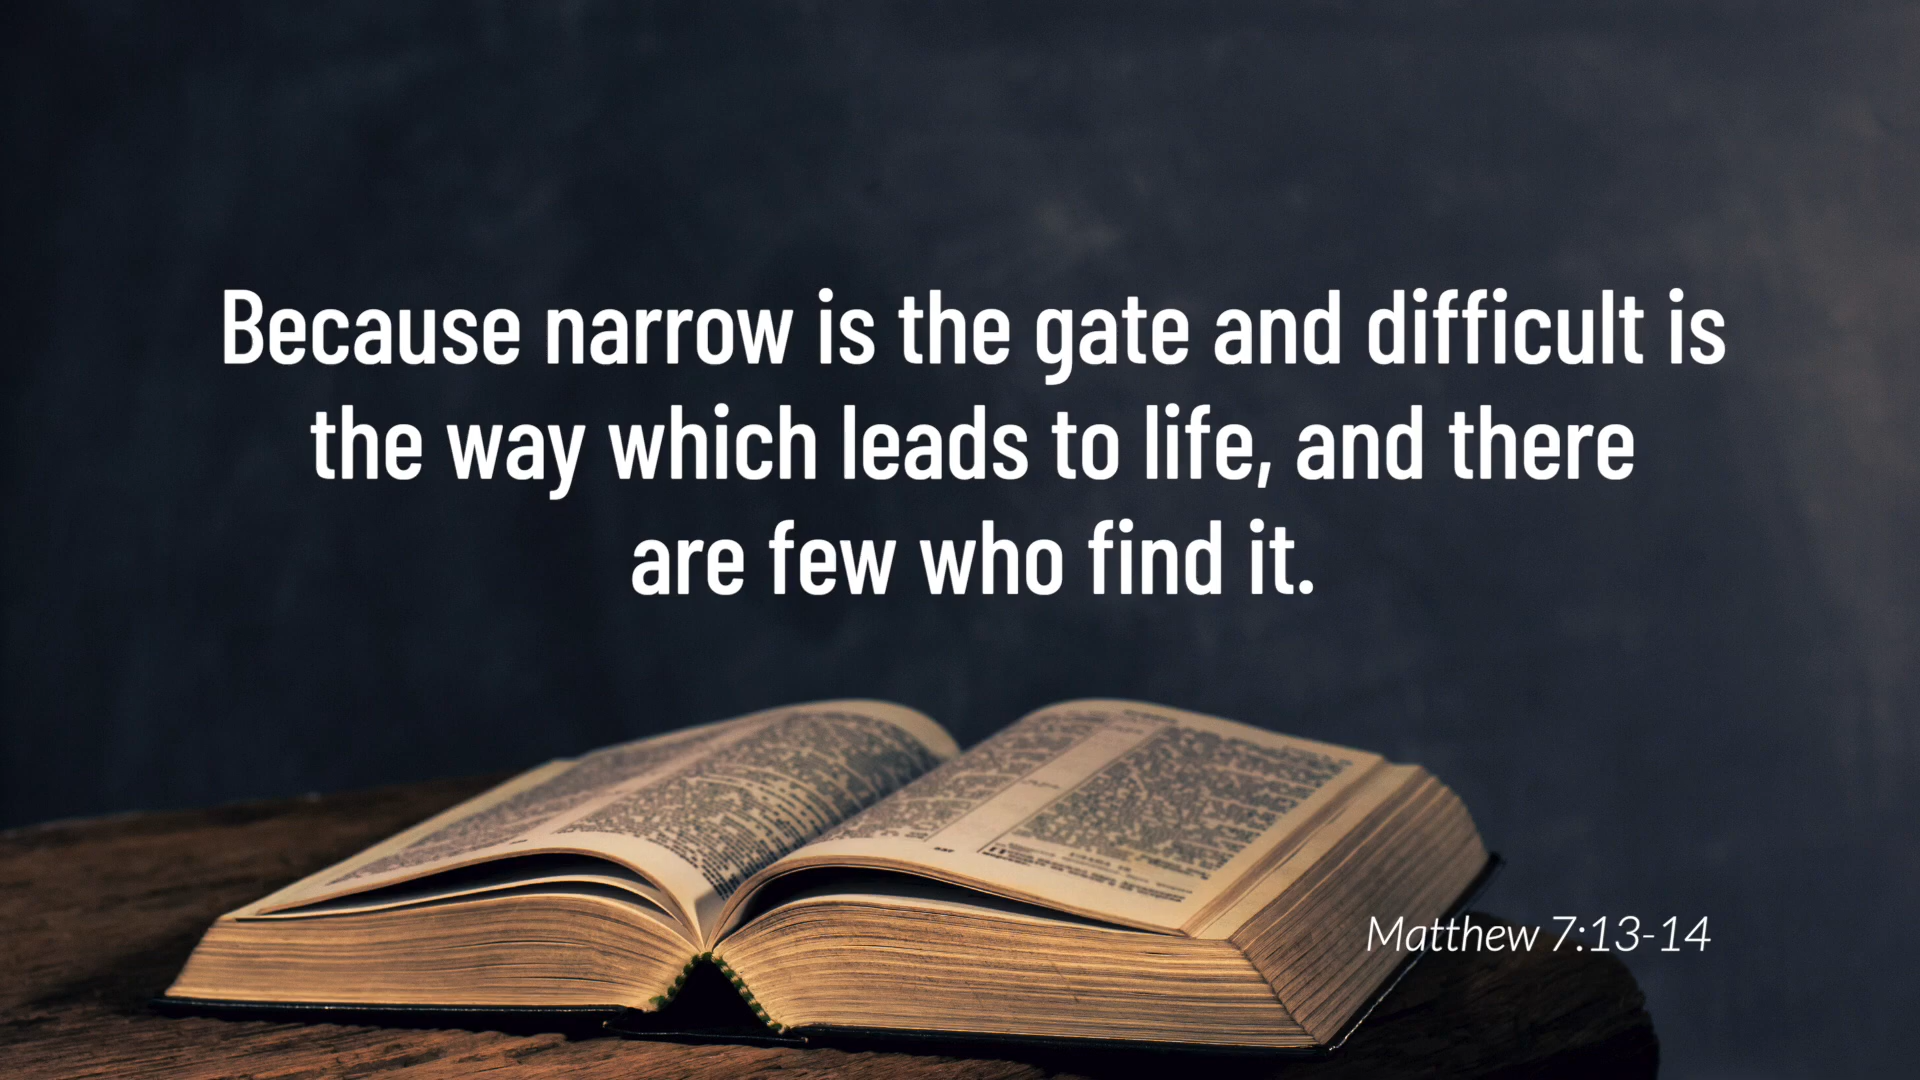 Because narrow is the gate and difficult is
the way which leads to life, and there
are few who find it.
Matthew 7:13-14